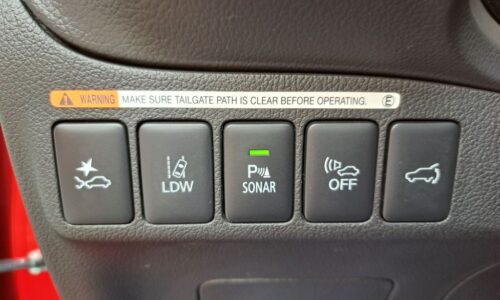 WARNING MAKE SURE TAILGATE PATH IS CLEAR BEFORE OPERATING. E
LDW
P
SONAR
OFF